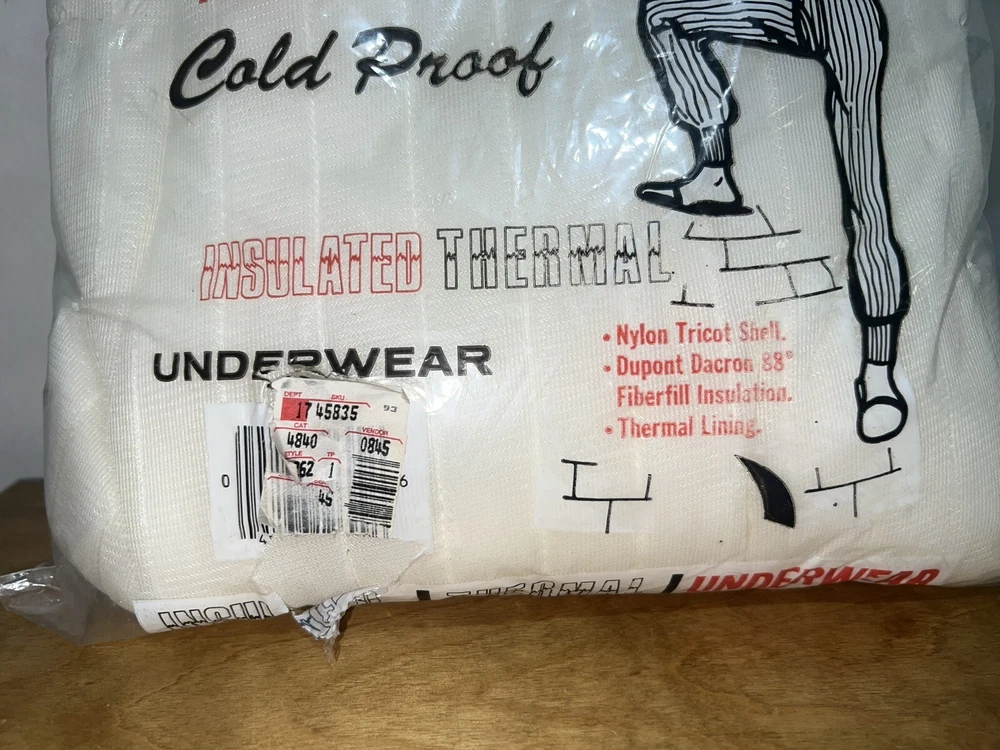 Cold Proof
INSULATED THERMAL
UNDERWEAR
• Nylon Tricot Shell.
• Dupont Dacron 88®
Fiberfill Insulation.
• Thermal Lining.
DEPT SKU
17 45835 93
CAT VENDOR
4840 0845
STYLE TP
762 1
45
0 6
THERMAL UNDERWEAR